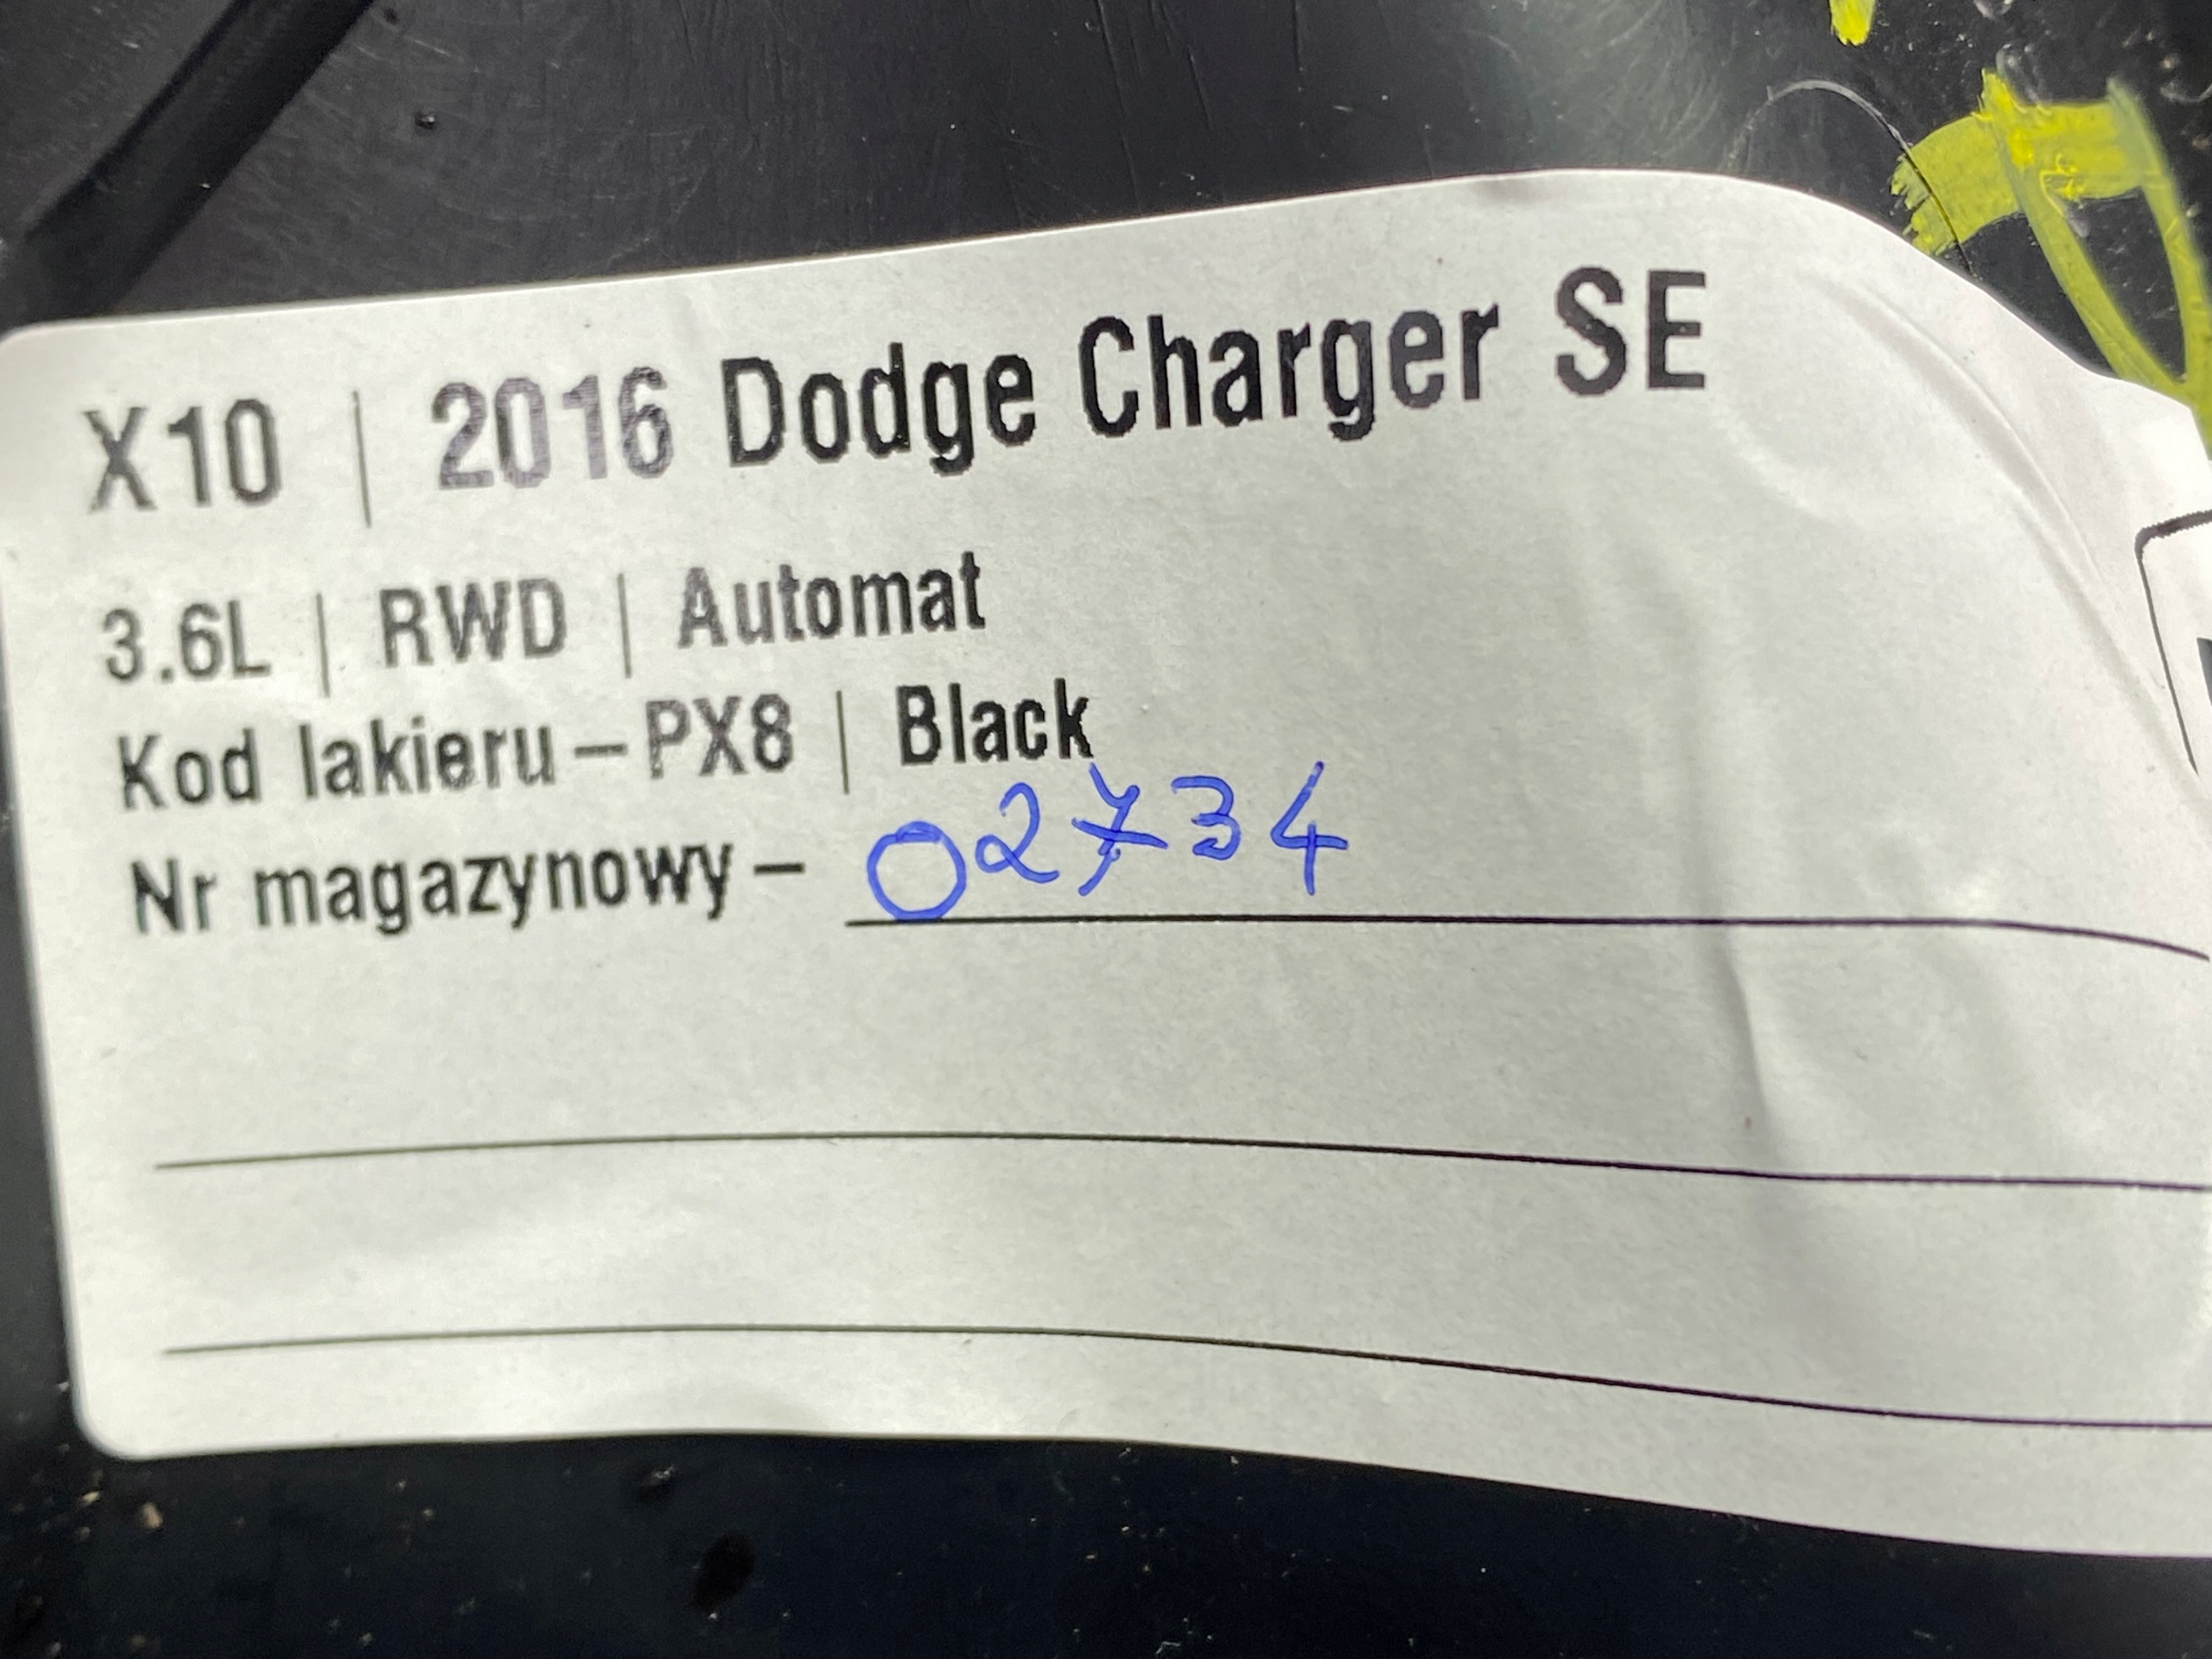 X10 | 2016 Dodge Charger SE
3.6L | RWD | Automat
Kod lakieru – PX8 | Black
Nr magazynowy – 02734